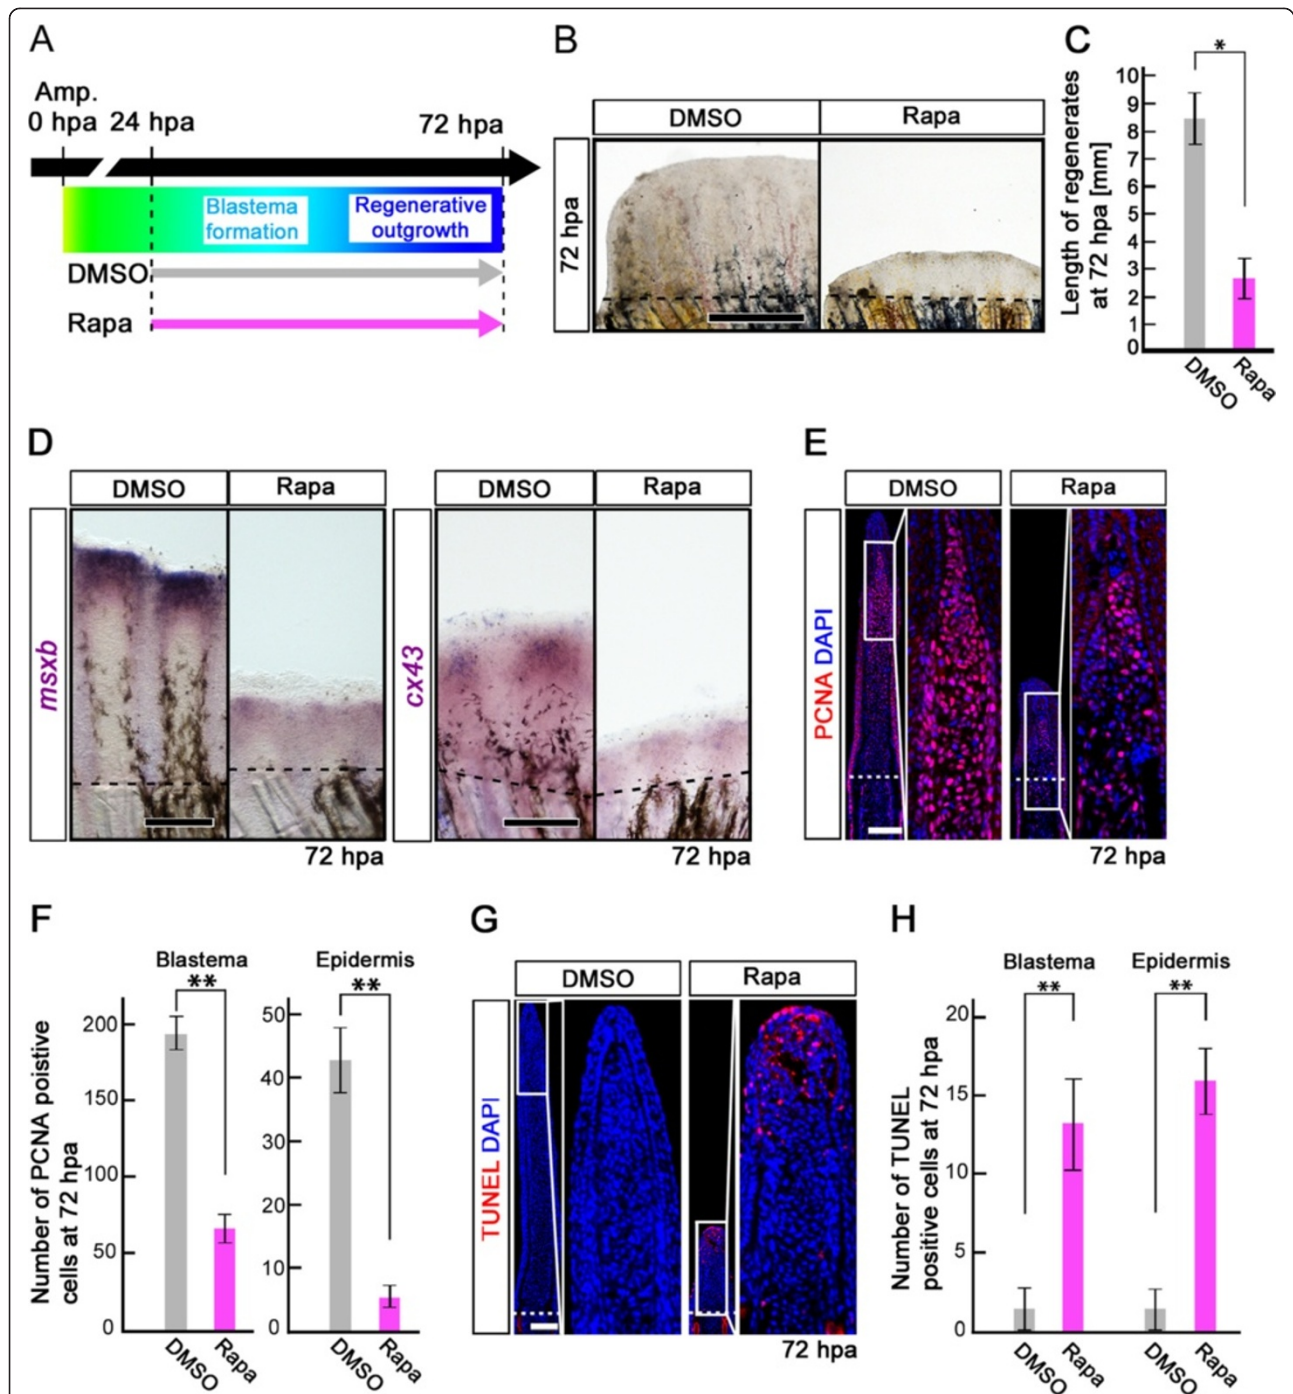 A
Amp.
0 hpa 24 hpa 72 hpa
Blastema
formation
Regenerative
outgrowth
DMSO
Rapa
B
DMSO Rapa
72 hpa
C
*
Length of regenerates
at 72 hpa [mm]
10
9
8
7
6
5
4
3
2
1
0
DMSO
Rapa
D
DMSO Rapa
msxb
72 hpa
DMSO Rapa
cx43
72 hpa
E
DMSO Rapa
PCNA DAPI
72 hpa
F
Number of PCNA poistive
cells at 72 hpa
Blastema
**
200
150
100
50
0
DMSO
Rapa
Epidermis
**
50
40
30
20
10
0
DMSO
Rapa
G
DMSO Rapa
TUNEL DAPI
72 hpa
H
Number of TUNEL
positive cells at 72 hpa
Blastema Epidermis
** **
20
15
10
5
0
DMSO
Rapa
DMSO
Rapa